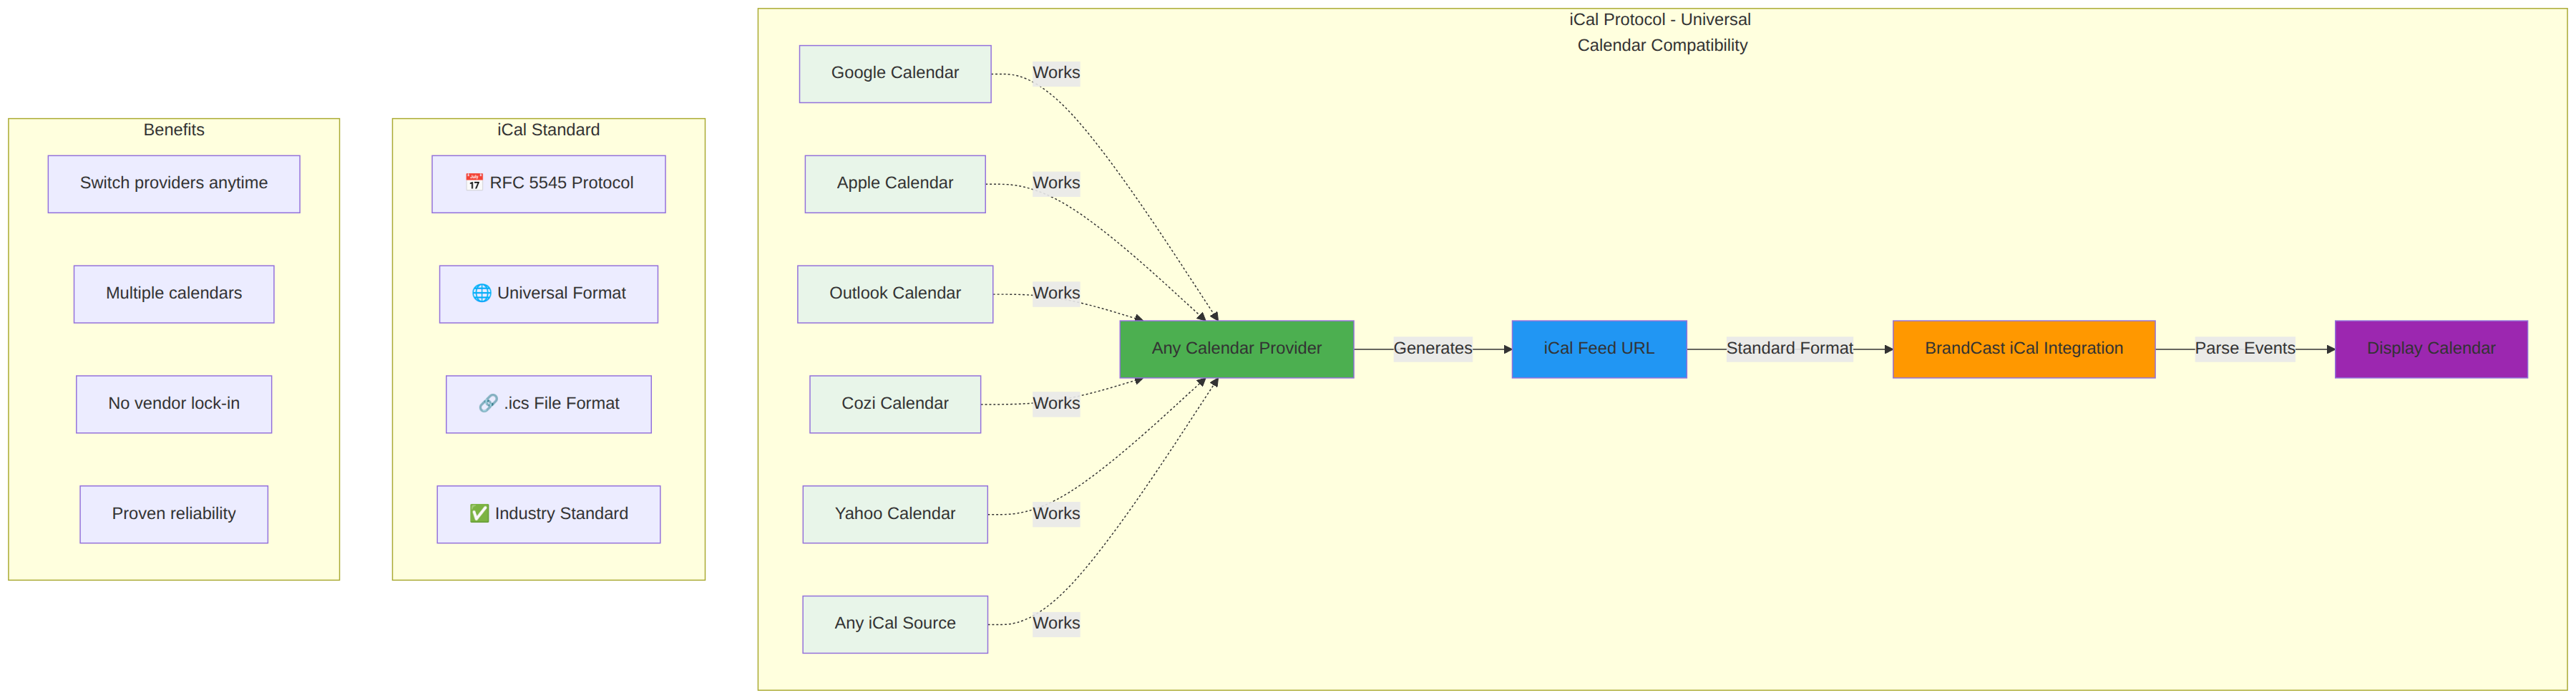 Benefits
Switch providers anytime
Multiple calendars
No vendor lock-in
Proven reliability
iCal Standard
📅 RFC 5545 Protocol
🌐 Universal Format
🔗 .ics File Format
✅ Industry Standard
iCal Protocol - Universal
Calendar Compatibility
Google Calendar
Works
Apple Calendar
Works
Outlook Calendar
Works
Cozi Calendar
Works
Yahoo Calendar
Works
Any iCal Source
Works
Any Calendar Provider
Generates
iCal Feed URL
Standard Format
BrandCast iCal Integration
Parse Events
Display Calendar